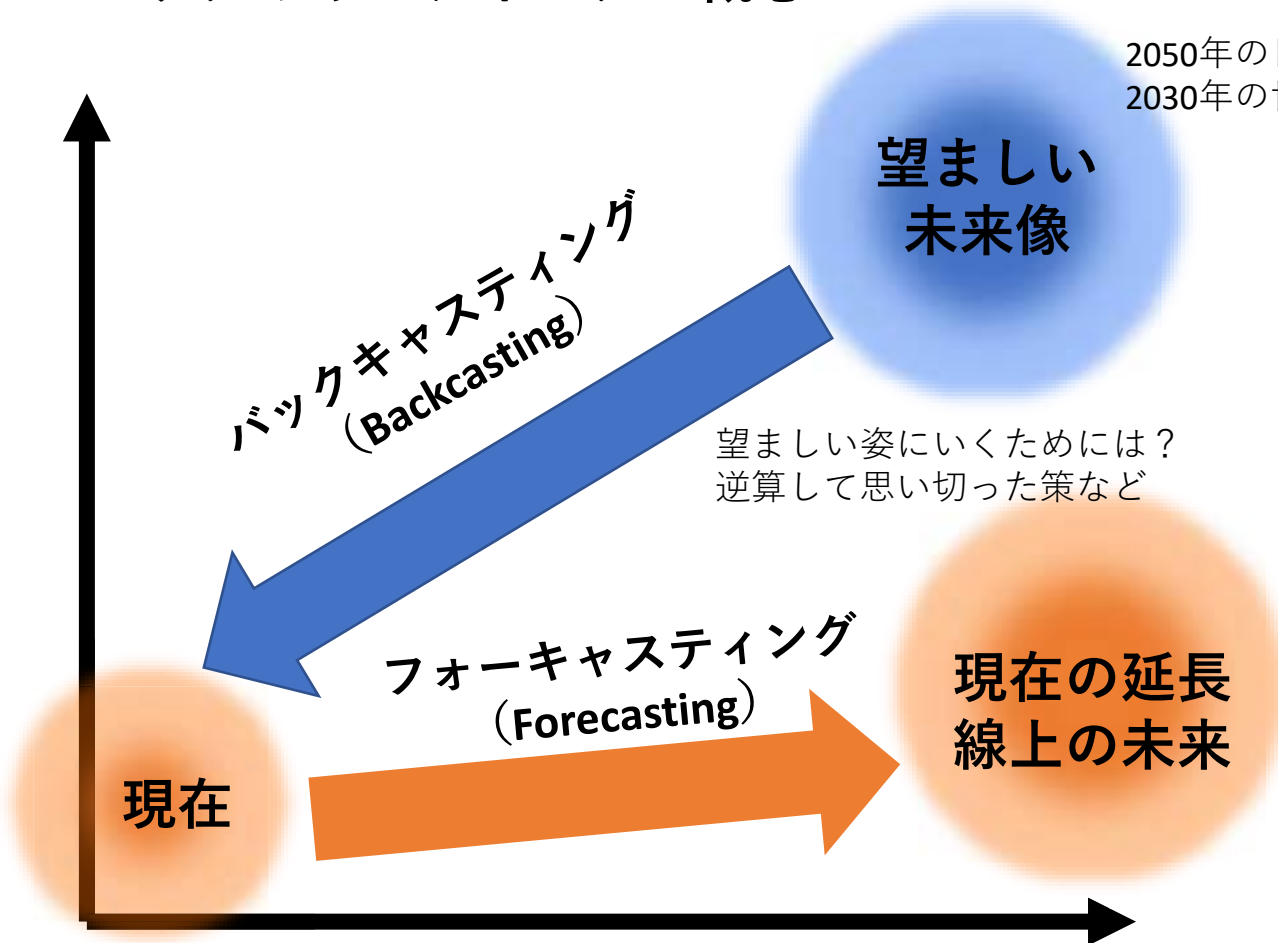 2050年の
2030年の
望ましい
未来像
バックキャスティング
（Backcasting）
望ましい姿にいくためには？
逆算して思い切った策など
フォーキャスティング
（Forecasting）
現在の延長
線上の未来
現在